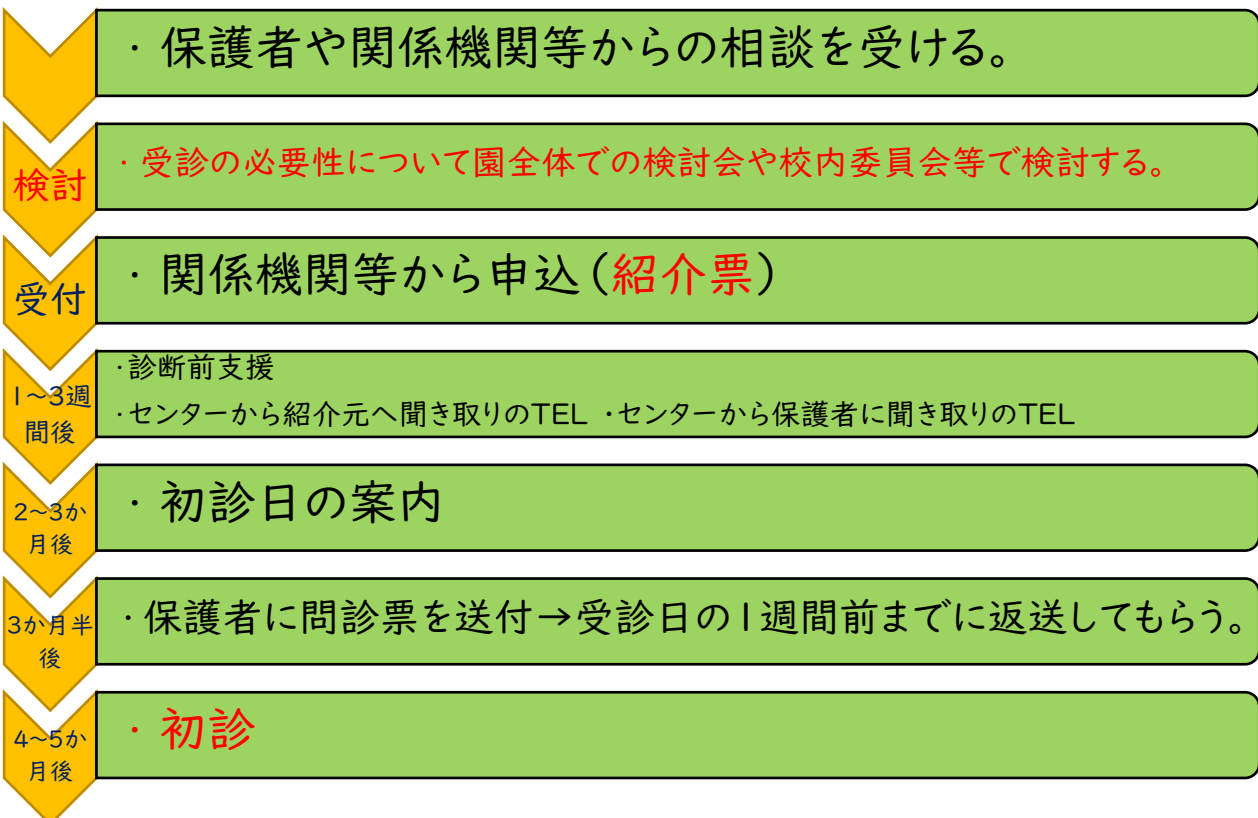 ・保護者や関係機関等からの相談を受ける。
検討
・受診の必要性について園全体での検討会や校内委員会等で検討する。
受付
・関係機関等から申込(紹介票)
1~3週
間後
・診断前支援
・センターから紹介元へ聞き取りのTEL ・センターから保護者に聞き取りのTEL
2~3か
月後
・初診日の案内
3か月半
後
・保護者に問診票を送付→受診日の1週間前までに返送してもらう。
4~5か
月後
・初診